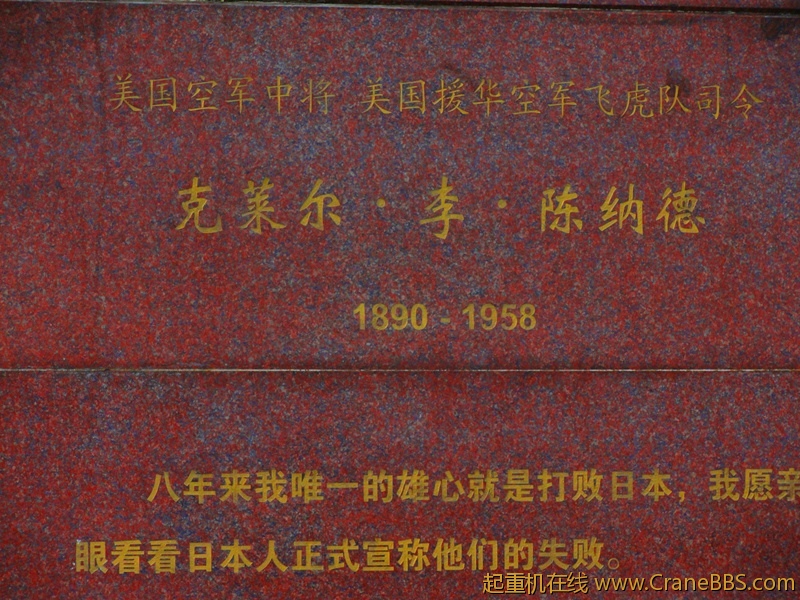 美国空军中将 美国援华空军飞虎队司令
克莱尔·李·陈纳德
1890 - 1958
八年来我唯一的雄心就是打败日本，我愿亲
眼看看日本人正式宣称他们的失败。
起重机在线 www.CraneBBS.com